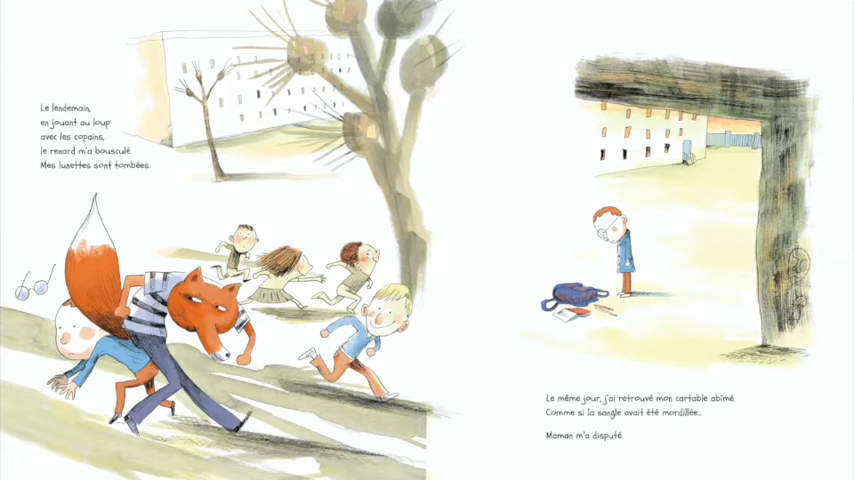 Le lendemain,
en jouant au loup
avec les copains,
le renard m'a bousculé.
Mes lunettes sont tombées.
Le même jour, j'ai retrouvé mon cartable abîmé.
Comme si la sangle avait été mordillée...
Maman m'a disputé.